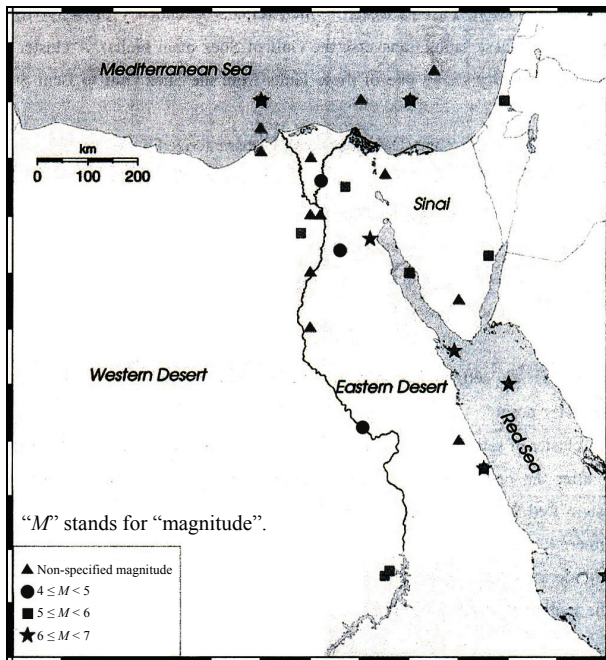 Mediterranean Sea
km
0 100 200
Sinai
Western Desert
Eastern Desert
Red Sea
“M” stands for “magnitude”.
Non-specified magnitude
4 ≤ M < 5
5 ≤ M < 6
6 ≤ M < 7